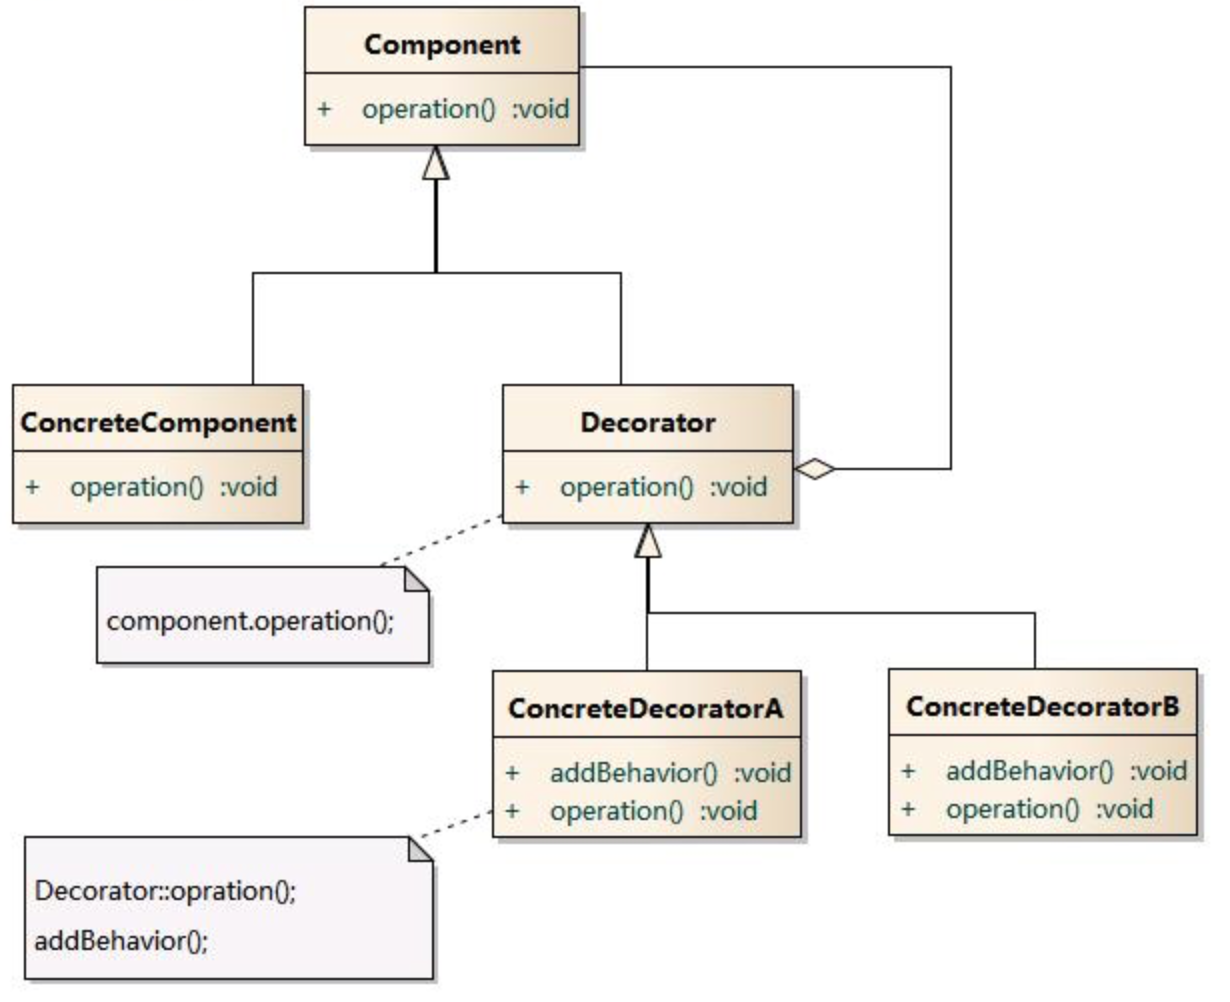 Component
+ operation() :void
ConcreteComponent
+ operation() :void
Decorator
+ operation() :void
component.operation();
ConcreteDecoratorA
+ addBehavior() :void
+ operation() :void
ConcreteDecoratorB
+ addBehavior() :void
+ operation() :void
Decorator::opration();
addBehavior();